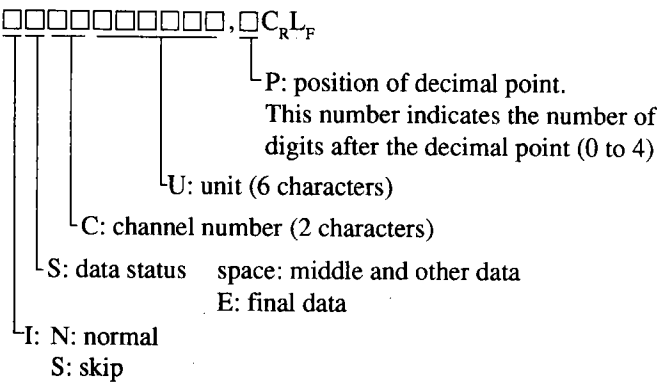 □□□□□□□□□□,□CRLF
P: position of decimal point.
This number indicates the number of
digits after the decimal point (0 to 4)
U: unit (6 characters)
C: channel number (2 characters)
S: data status space: middle and other data
E: final data
I: N: normal
S: skip